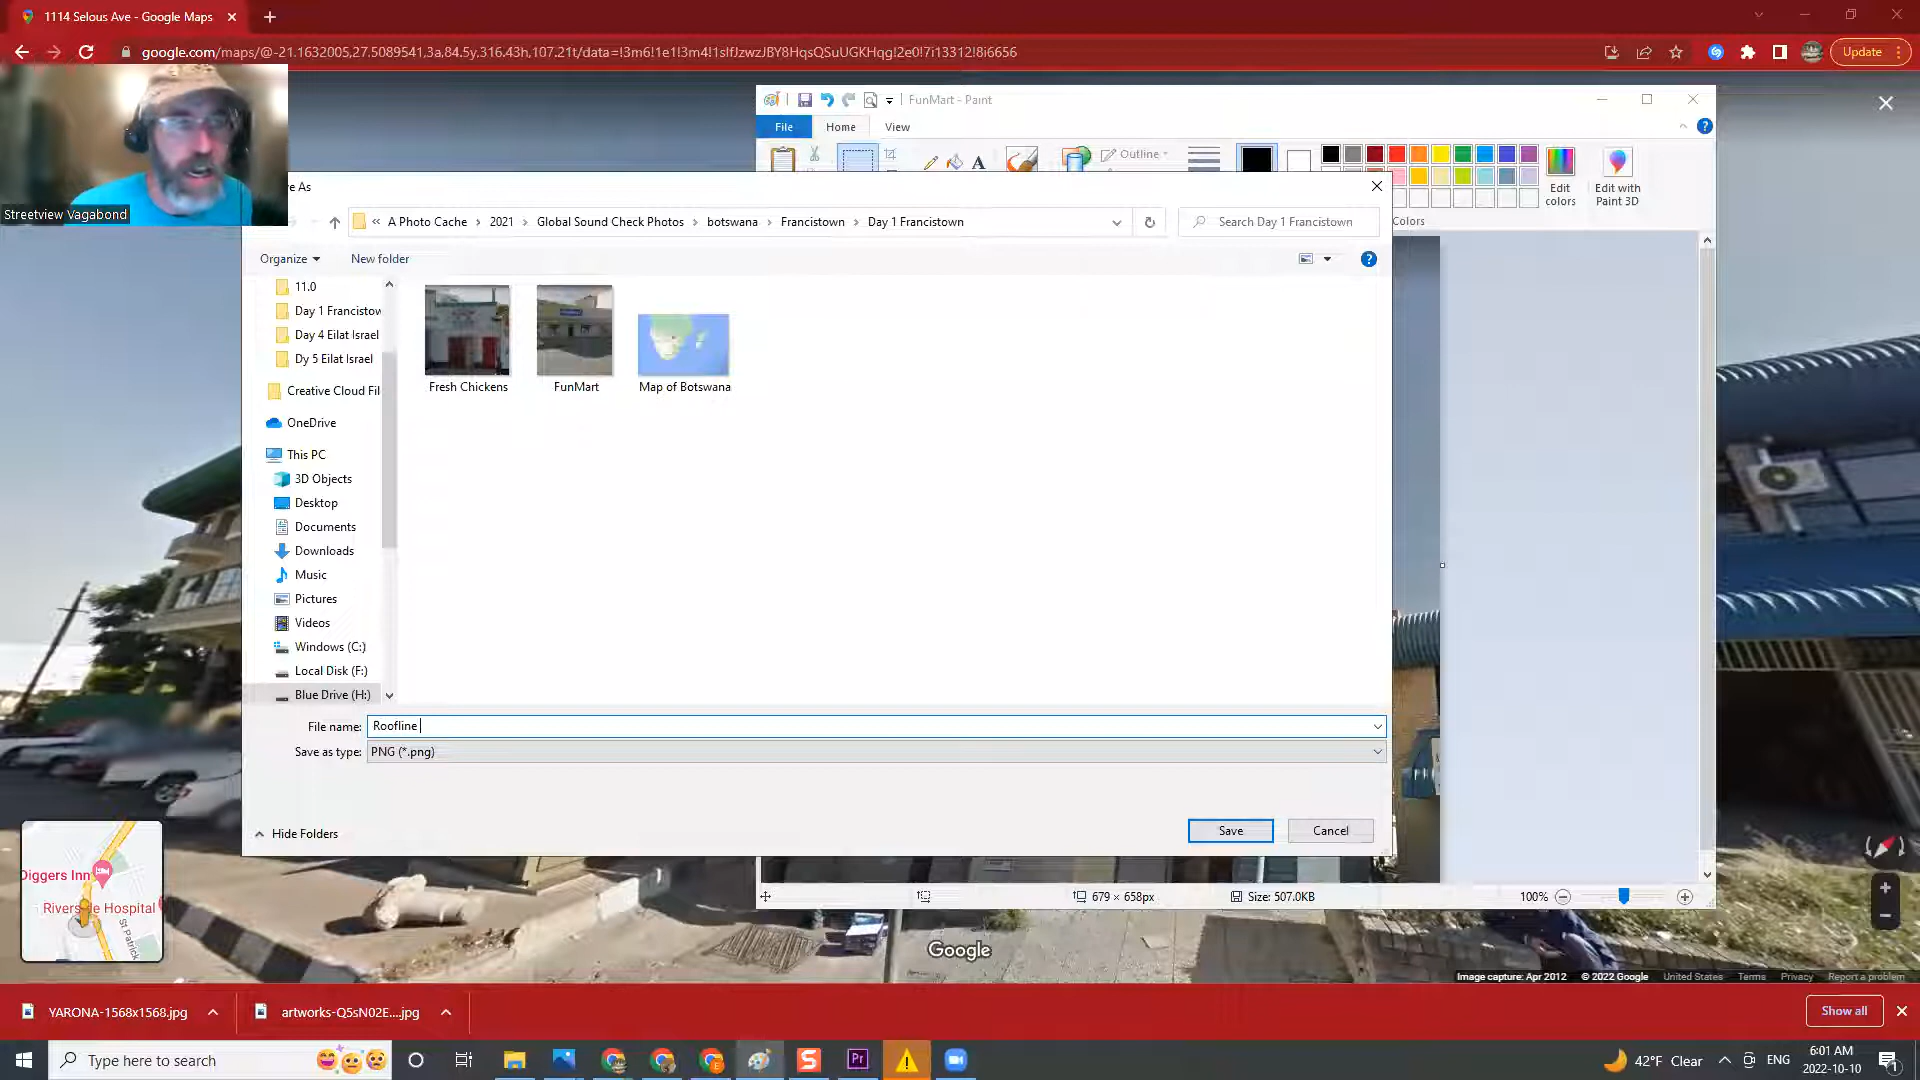 1114 Selous Ave - Google Maps
google.com/maps/@-21.1632005,27.5089541,3a,84.5y,316.43h,107.21t/data=!3m6!1e1!3m4!1sIfJzwzJBY8HqsQSuUGKHqg!2e0!7i13312!8i6656
Update
Streetview Vagabond
FunMart - Paint
File
Home
View
A
Outline
Edit colors
Edit with Paint 3D
Colors
e As
« A Photo Cache > 2021 > Global Sound Check Photos > botswana > Francistown > Day 1 Francistown
Search Day 1 Francistown
Organize
New folder
11.0
Day 1 Francistow
Day 4 Eilat Israel
Dy 5 Eilat Israel
Creative Cloud Fil
OneDrive
This PC
3D Objects
Desktop
Documents
Downloads
Music
Pictures
Videos
Windows (C:)
Local Disk (F:)
Blue Drive (H:)
Fresh Chickens
FunMart
Map of Botswana
File name: Roofline
Save as type: PNG (*.png)
Hide Folders
Save
Cancel
679 × 658px
Size: 507.0KB
100%
Diggers Inn
Riverside Hospital
St Patrick
Google
Image capture: Apr 2012 © 2022 Google United States Terms Privacy Report a problem
YARONA-1568x1568.jpg
artworks-Q5sN02E....jpg
Show all
Type here to search
S
Pr
42°F Clear
ENG
6:01 AM
2022-10-10
1